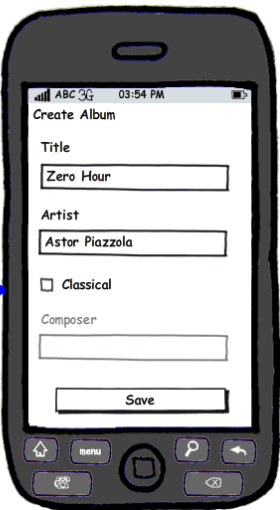 ABC 3G 03:54 PM
Create Album
Title
Zero Hour
Artist
Astor Piazzola
Classical
Composer
Save
menu